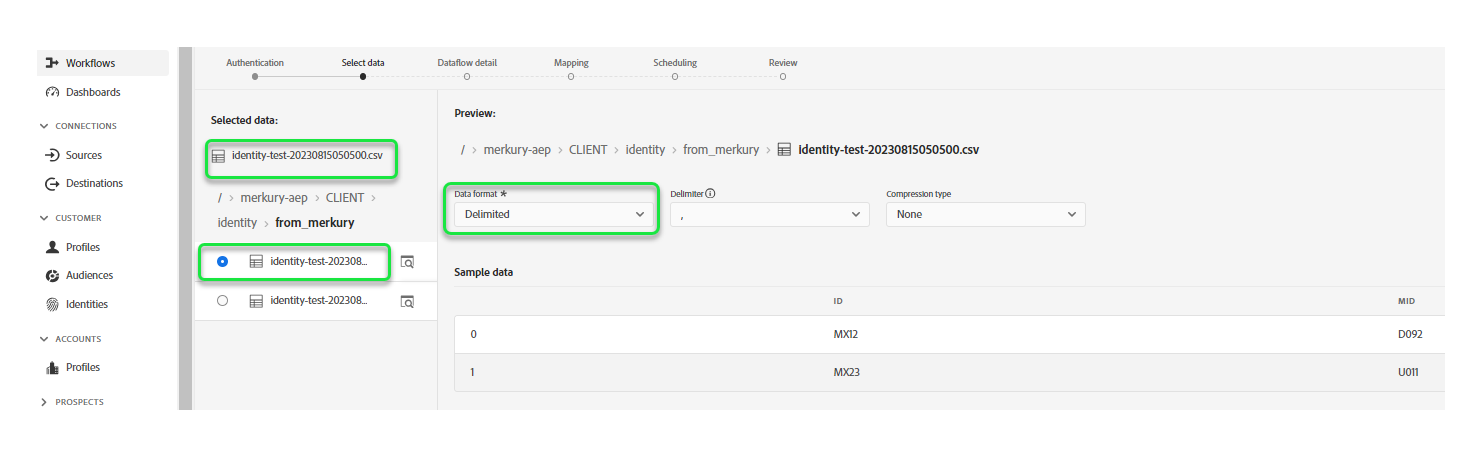 Workflows
Dashboards
CONNECTIONS
Sources
Destinations
CUSTOMER
Profiles
Audiences
Identities
ACCOUNTS
Profiles
PROSPECTS
Authentication Select data Dataflow detail Mapping Scheduling Review
Selected data:
identity-test-20230815050500.csv
/ > merkury-aep > CLIENT >
identity > from_merkury
identity-test-202308...
identity-test-202308...
Preview:
/ > merkury-aep > CLIENT > identity > from_merkury > identity-test-20230815050500.csv
Data format * Delimiter Compression type
Delimited , None
Sample data
ID MID
0 MX12 D092
1 MX23 U011